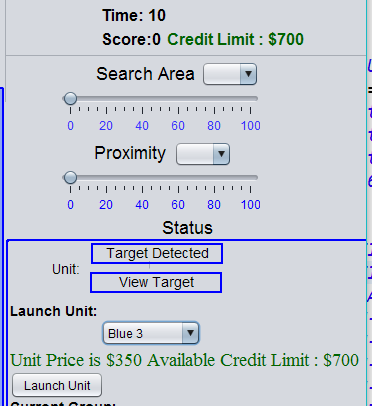 Time: 10
Score:0 Credit Limit : $700
Search Area
0 20 40 60 80 100
Proximity
0 20 40 60 80 100
Status
Target Detected
Unit:
View Target
Launch Unit:
Blue 3
Unit Price is $350 Available Credit Limit : $700
Launch Unit
Current Group: